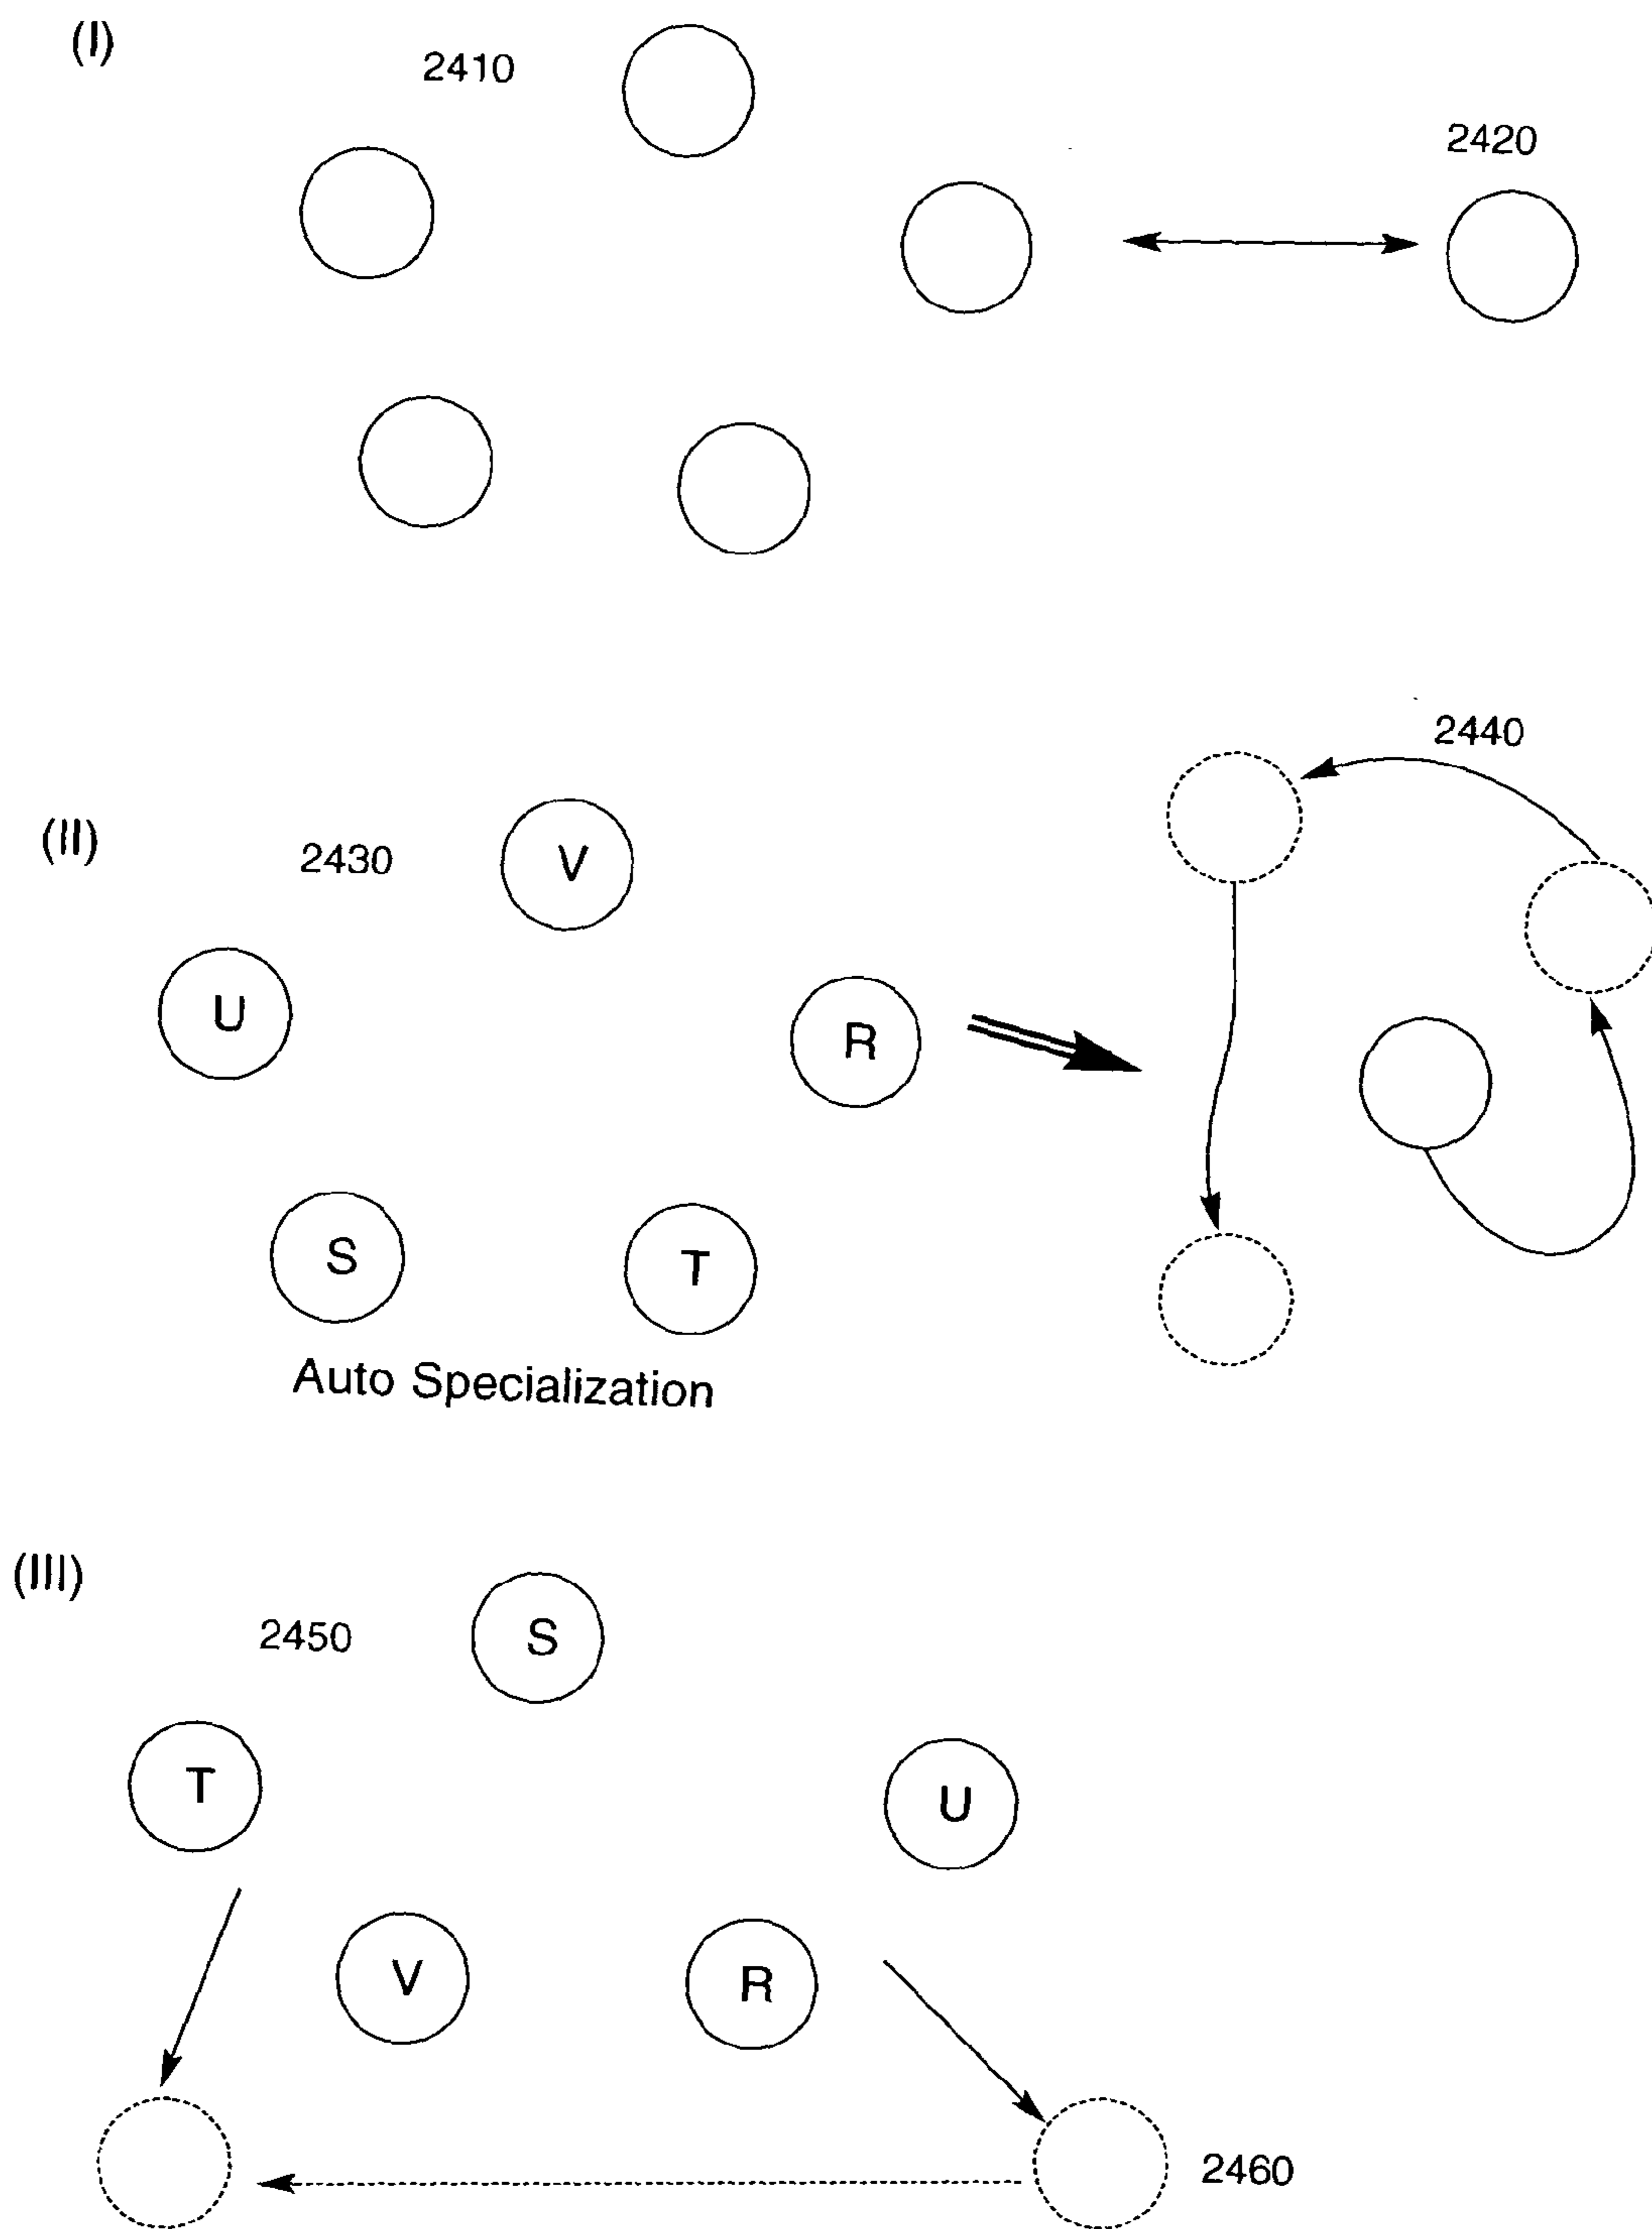 (I)
2410
2420
2440
(II)
2430
V
U
R
S
T
Auto Specialization
(III)
2450
S
T
U
V
R
2460